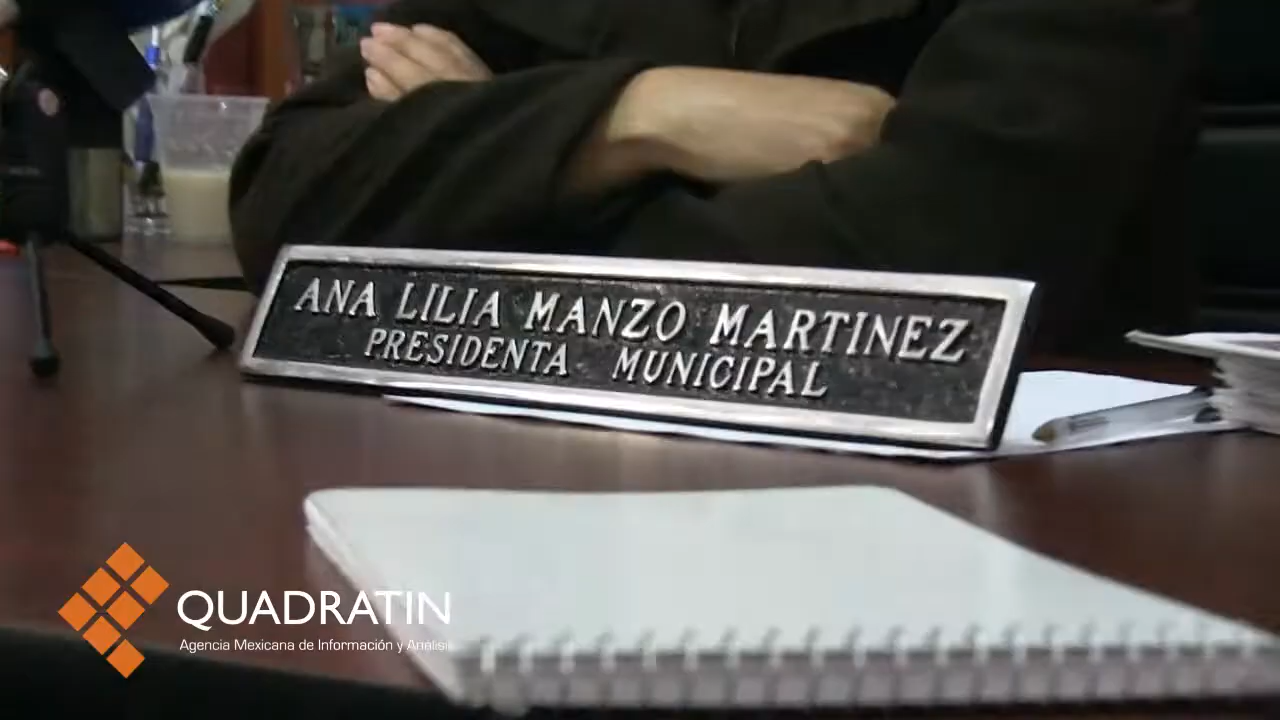 ANA LILIA MANZO MARTINEZ
PRESIDENTA MUNICIPAL
QUADRATIN
Agencia Mexicana de Información y Análisis